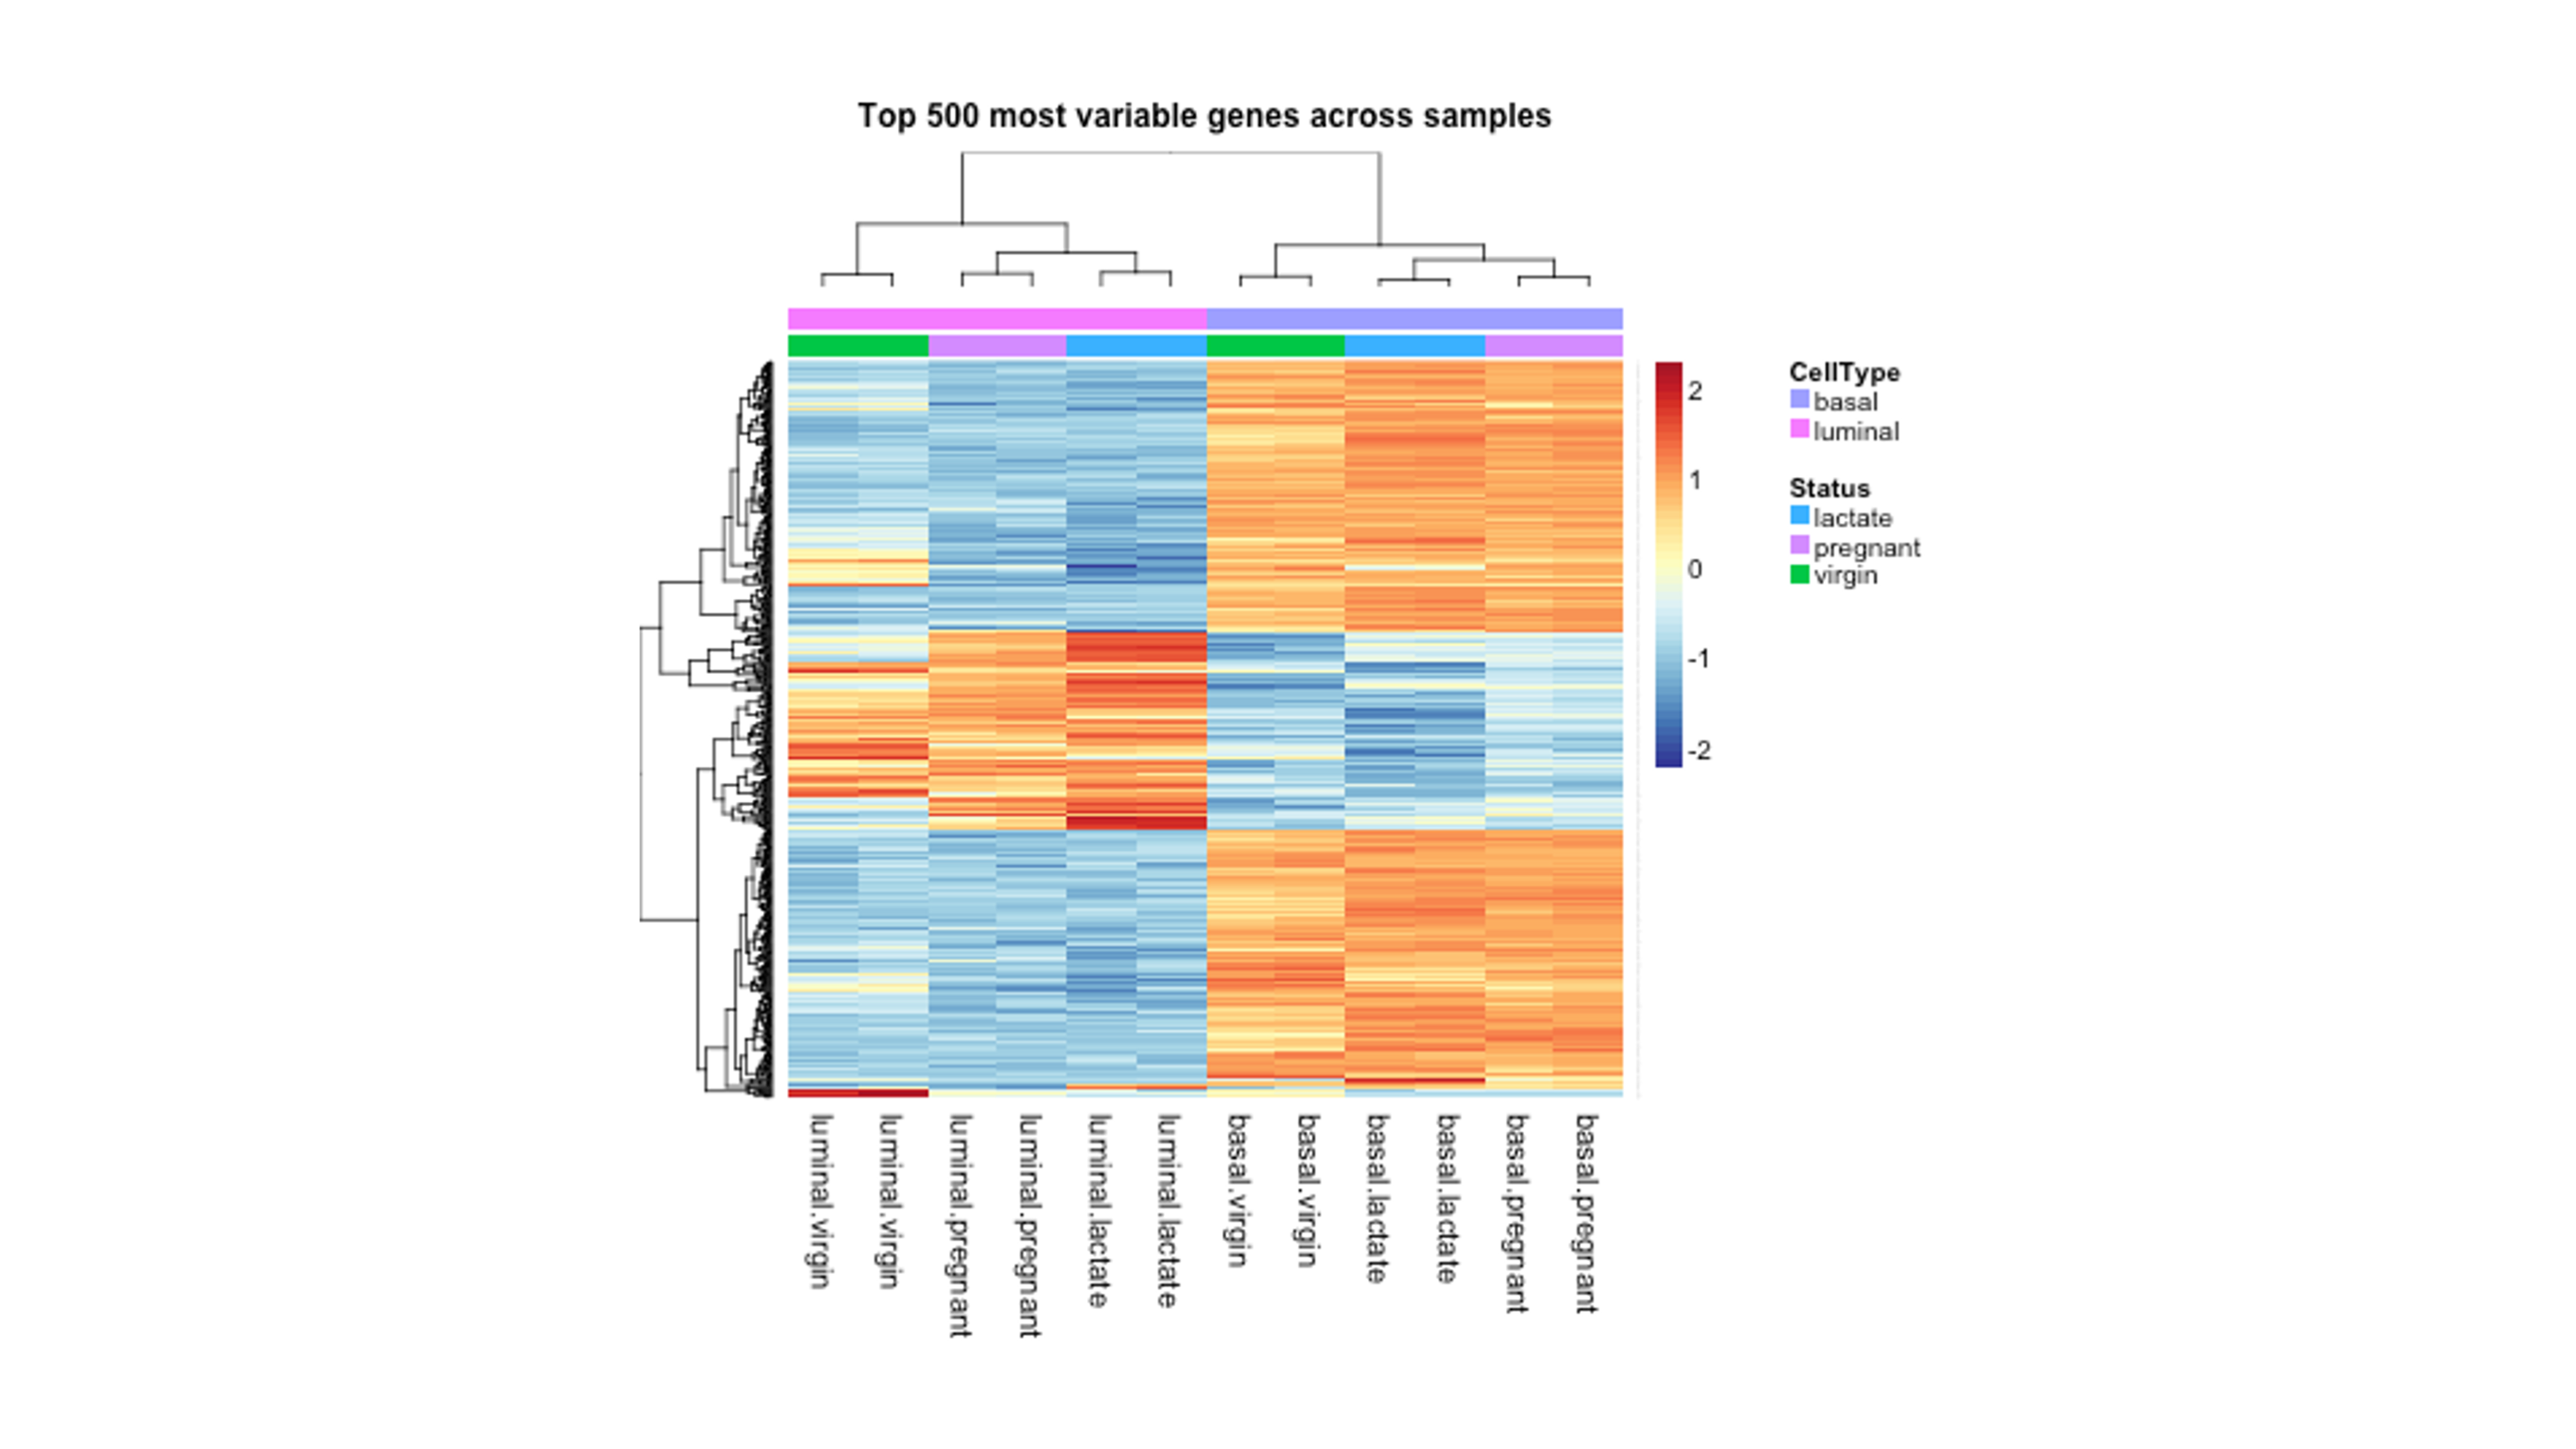 Top 500 most variable genes across samples
2
1
0
-1
-2
CellType
basal
luminal
Status
lactate
pregnant
virgin
luminal.virgin
luminal.virgin
luminal.pregnant
luminal.pregnant
luminal.lactate
luminal.lactate
basal.virgin
basal.virgin
basal.lactate
basal.lactate
basal.pregnant
basal.pregnant